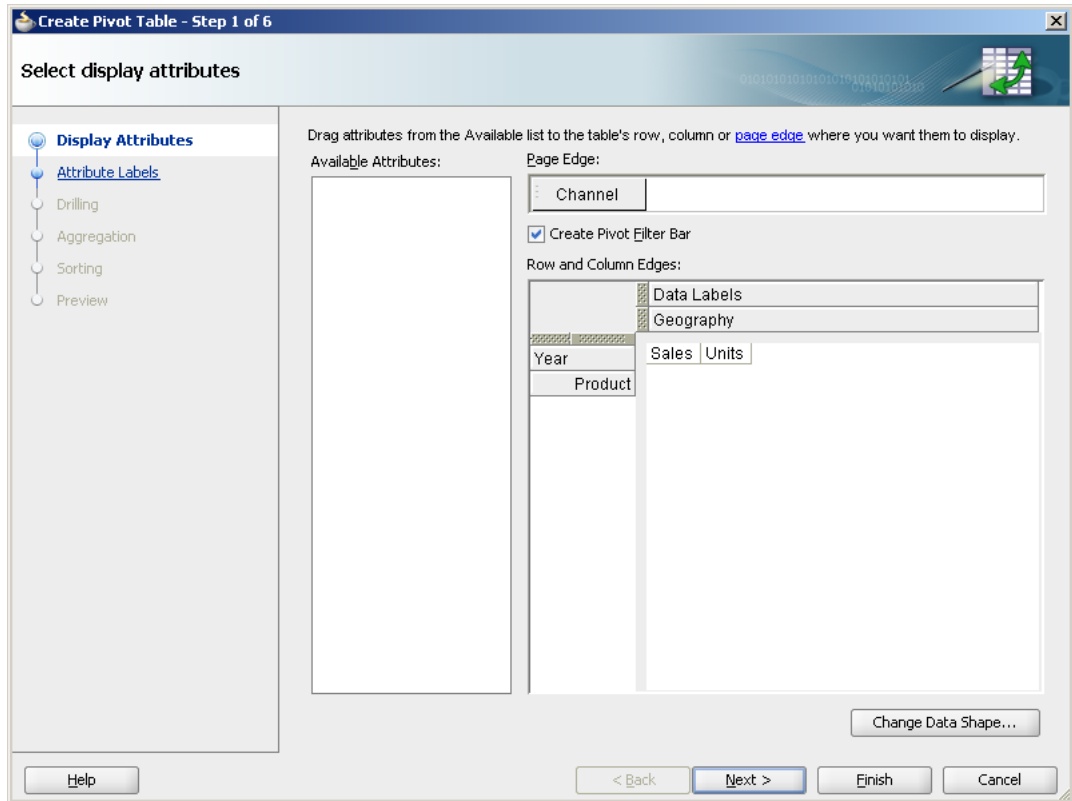 Create Pivot Table - Step 1 of 6
Select display attributes
Display Attributes
Attribute Labels
Drilling
Aggregation
Sorting
Preview
Drag attributes from the Available list to the table's row, column or page edge where you want them to display.
Available Attributes:
Page Edge:
Channel
Create Pivot Filter Bar
Row and Column Edges:
Data Labels
Geography
Year
Sales Units
Product
Change Data Shape...
Help
< Back
Next >
Finish
Cancel